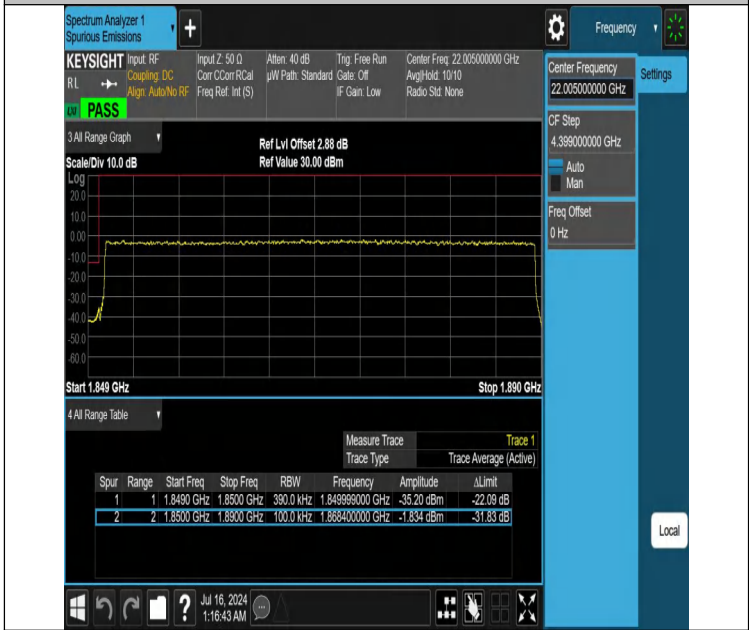 Spectrum Analyzer 1
Spurious Emissions
Frequency
KEYSIGHT Input: RF Input Z: 50 Ω Atten: 40 dB Trig: Free Run Center Freq: 22.005000000 GHz
RL Coupling: DC Corr CCorr RCal µW Path: Standard Gate: Off Avg|Hold: 10/10
Align: Auto/No RF Freq Ref: Int (S) IF Gain: Low Radio Std: None
PASS
Center Frequency
22.005000000 GHz
Settings
CF Step
4.399000000 GHz
Auto
Man
Freq Offset
0 Hz
3 All Range Graph
Ref Lvl Offset 2.88 dB
Scale/Div 10.0 dB Ref Value 30.00 dBm
Log
20.0
10.0
0.00
-10.0
-20.0
-30.0
-40.0
-50.0
-60.0
Start 1.849 GHz Stop 1.890 GHz
4 All Range Table
Measure Trace Trace 1
Trace Type Trace Average (Active)
Spur Range Start Freq Stop Freq RBW Frequency Amplitude ΔLimit
1 1 1.8490 GHz 1.8500 GHz 390.0 kHz 1.849999000 GHz -35.20 dBm -22.09 dB
2 2 1.8500 GHz 1.8900 GHz 100.0 kHz 1.868400000 GHz -1.834 dBm -31.83 dB
Local
Jul 16, 2024
1:16:43 AM